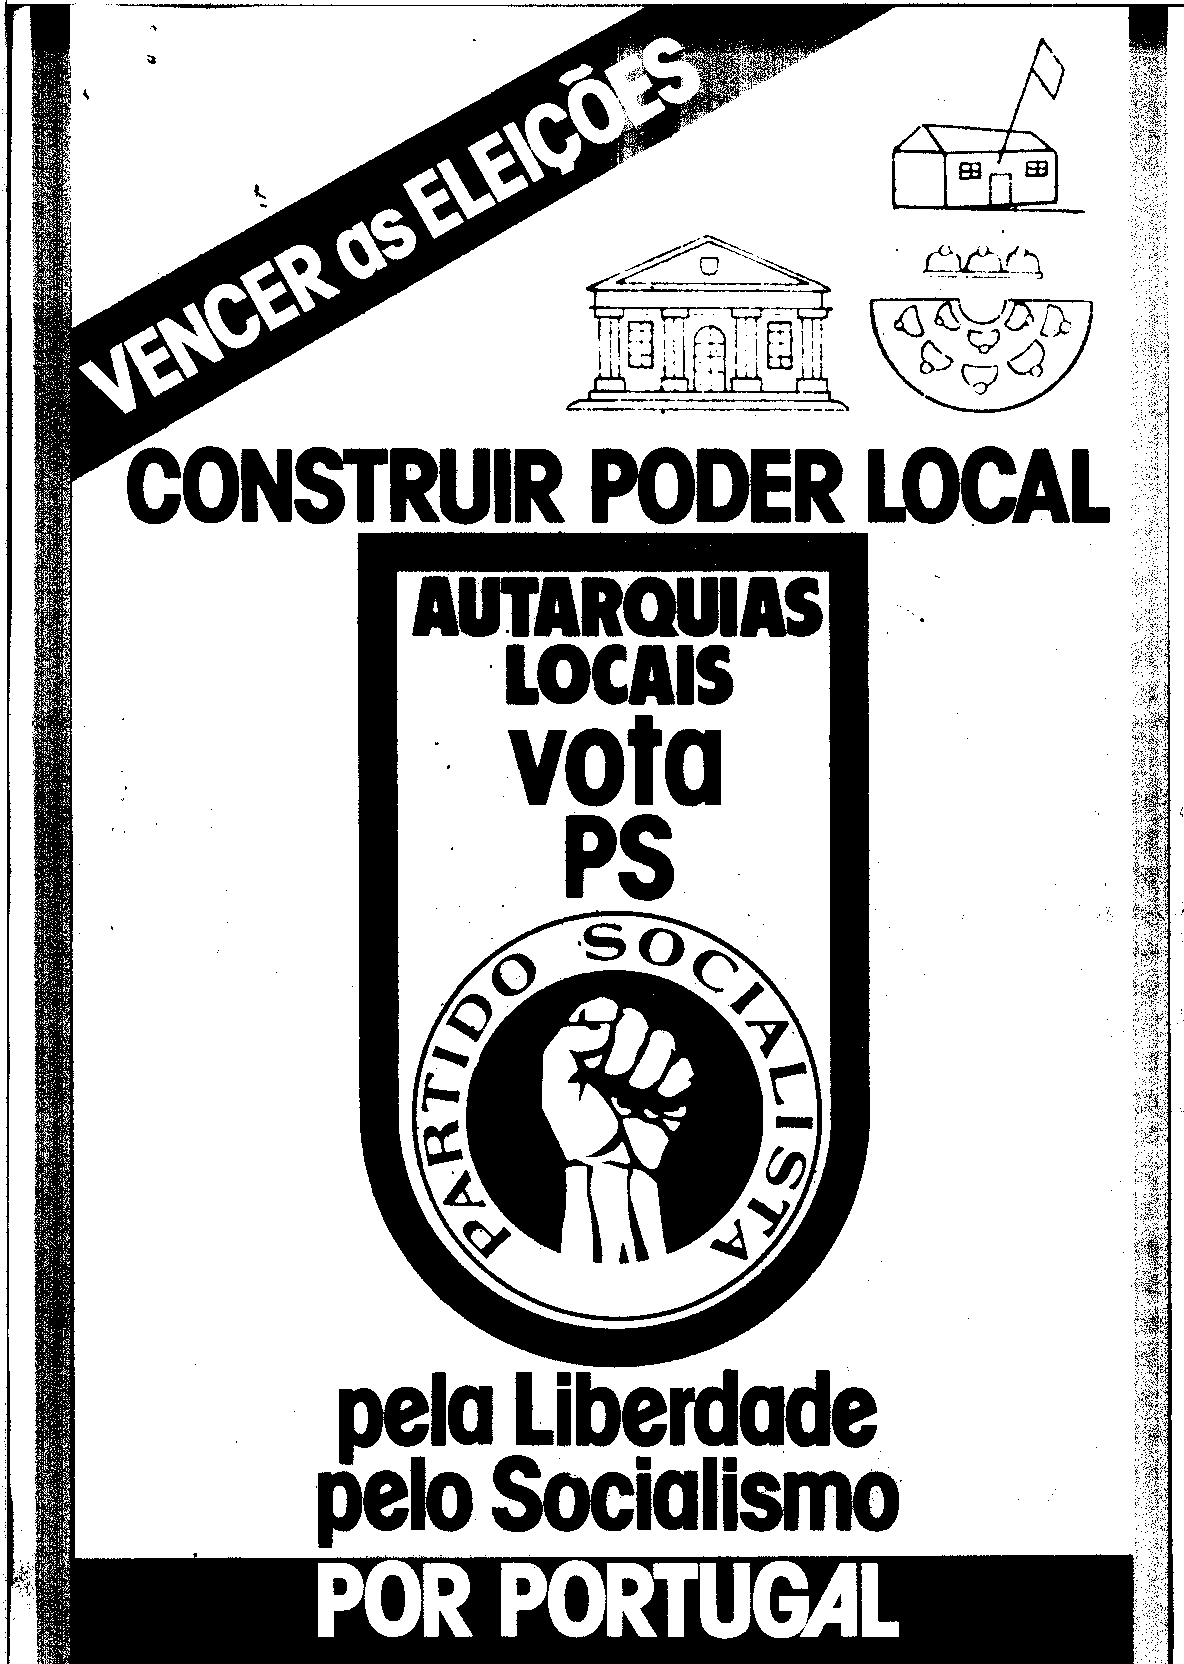 VENCER as ELEIÇÕES
CONSTRUIR PODER LOCAL
AUTARQUIAS
LOCAIS
vota
PS
PARTIDO SOCIALISTA
pela Liberdade
pelo Socialismo
POR PORTUGAL